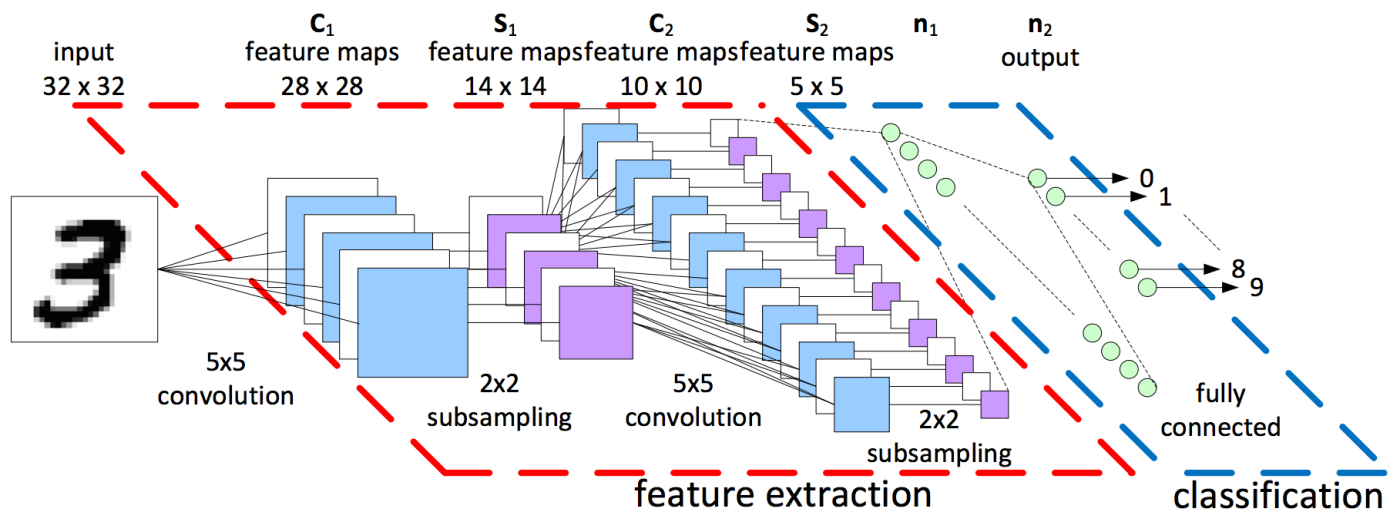 input
32 x 32
C1
feature maps
28 x 28
S1
feature maps
14 x 14
C2
feature maps
10 x 10
S2
feature maps
5 x 5
n1
n2
output
0
1
8
9
5x5
convolution
2x2
subsampling
5x5
convolution
2x2
subsampling
fully
connected
feature extraction
classification
3